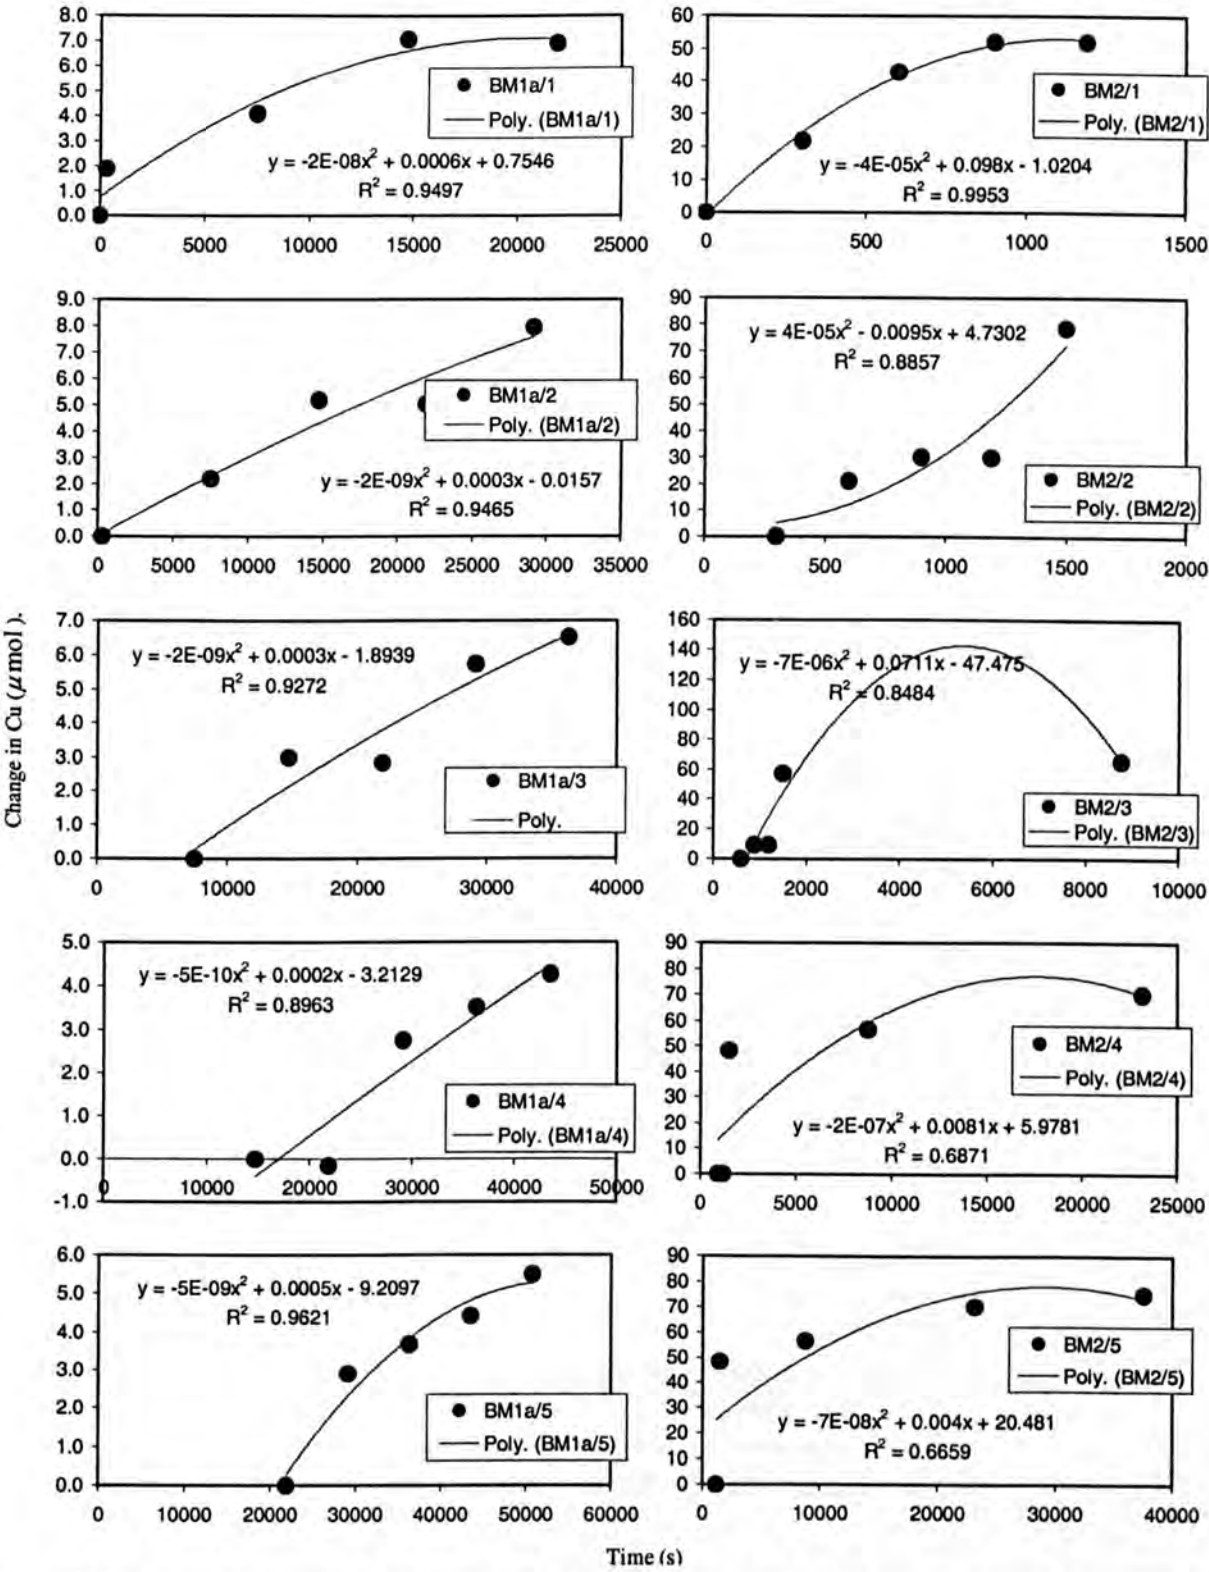 8.0
7.0
6.0
5.0
4.0
3.0
2.0
1.0
0.0
BM1a/1
Poly. (BM1a/1)
y = -2E-08x² + 0.0006x + 0.7546
R² = 0.9497
0 5000 10000 15000 20000 25000
60
50
40
30
20
10
0
BM2/1
Poly. (BM2/1)
y = -4E-05x² + 0.098x - 1.0204
R² = 0.9953
0 500 1000 1500
9.0
8.0
7.0
6.0
5.0
4.0
3.0
2.0
1.0
0.0
BM1a/2
Poly. (BM1a/2)
y = -2E-09x² + 0.0003x - 0.0157
R² = 0.9465
0 5000 10000 15000 20000 25000 30000 35000
90
80
70
60
50
40
30
20
10
0
y = 4E-05x² - 0.0095x + 4.7302
R² = 0.8857
BM2/2
Poly. (BM2/2)
0 500 1000 1500 2000
Change in Cu (μmol).
7.0
6.0
5.0
4.0
3.0
2.0
1.0
0.0
y = -2E-09x² + 0.0003x - 1.8939
R² = 0.9272
BM1a/3
Poly.
0 10000 20000 30000 40000
160
140
120
100
80
60
40
20
0
y = -7E-06x² + 0.0711x - 47.475
R² = 0.8484
BM2/3
Poly. (BM2/3)
0 2000 4000 6000 8000 10000
5.0
4.0
3.0
2.0
1.0
0.0
-1.0
y = -5E-10x² + 0.0002x - 3.2129
R² = 0.8963
BM1a/4
Poly. (BM1a/4)
0 10000 20000 30000 40000 50000
90
80
70
60
50
40
30
20
10
0
BM2/4
Poly. (BM2/4)
y = -2E-07x² + 0.0081x + 5.9781
R² = 0.6871
0 5000 10000 15000 20000 25000
6.0
5.0
4.0
3.0
2.0
1.0
0.0
y = -5E-09x² + 0.0005x - 9.2097
R² = 0.9621
BM1a/5
Poly. (BM1a/5)
0 10000 20000 30000 40000 50000 60000
90
80
70
60
50
40
30
20
10
0
BM2/5
Poly. (BM2/5)
y = -7E-08x² + 0.004x + 20.481
R² = 0.6659
0 10000 20000 30000 40000
Time (s)